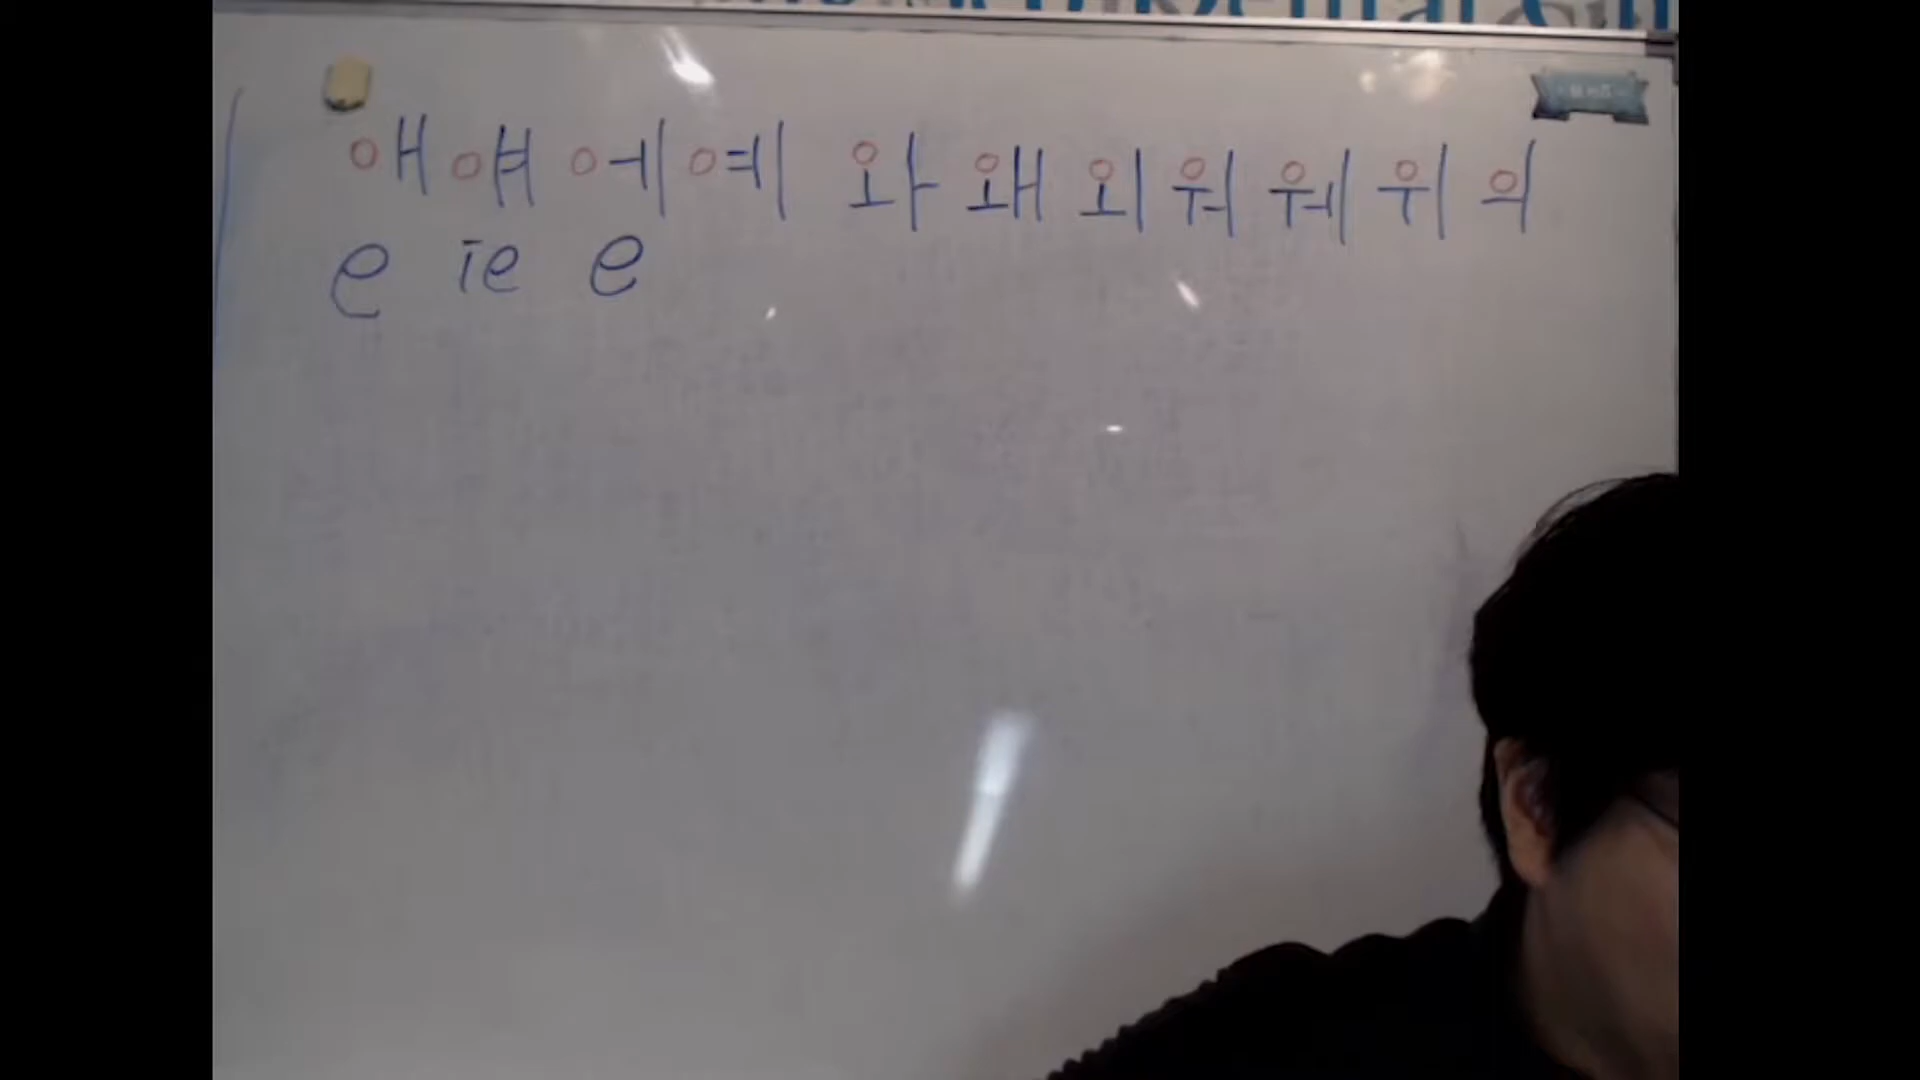 애 얘 에 예 와 왜 외 워 웨 위 의
e ie e